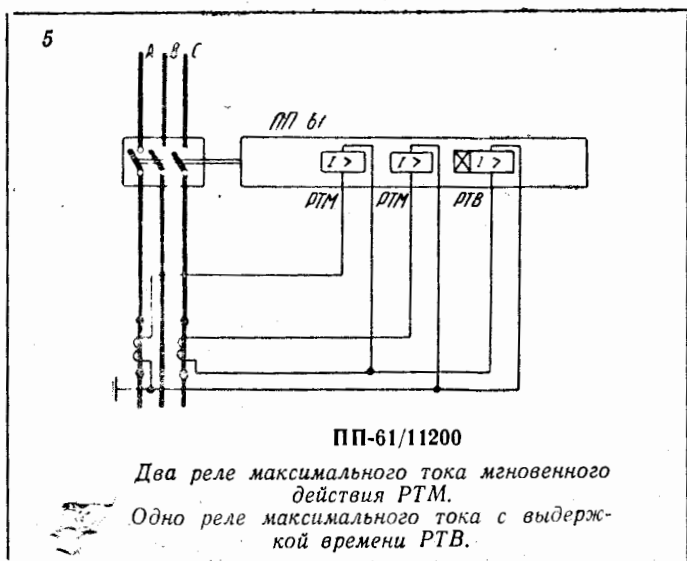 5
A B C
ПП 61
I > I > I >
РТМ РТМ РТВ
ПП-61/11200
Два реле максимального тока мгновенного
действия РТМ.
Одно реле максимального тока с выдерж-
кой времени РТВ.